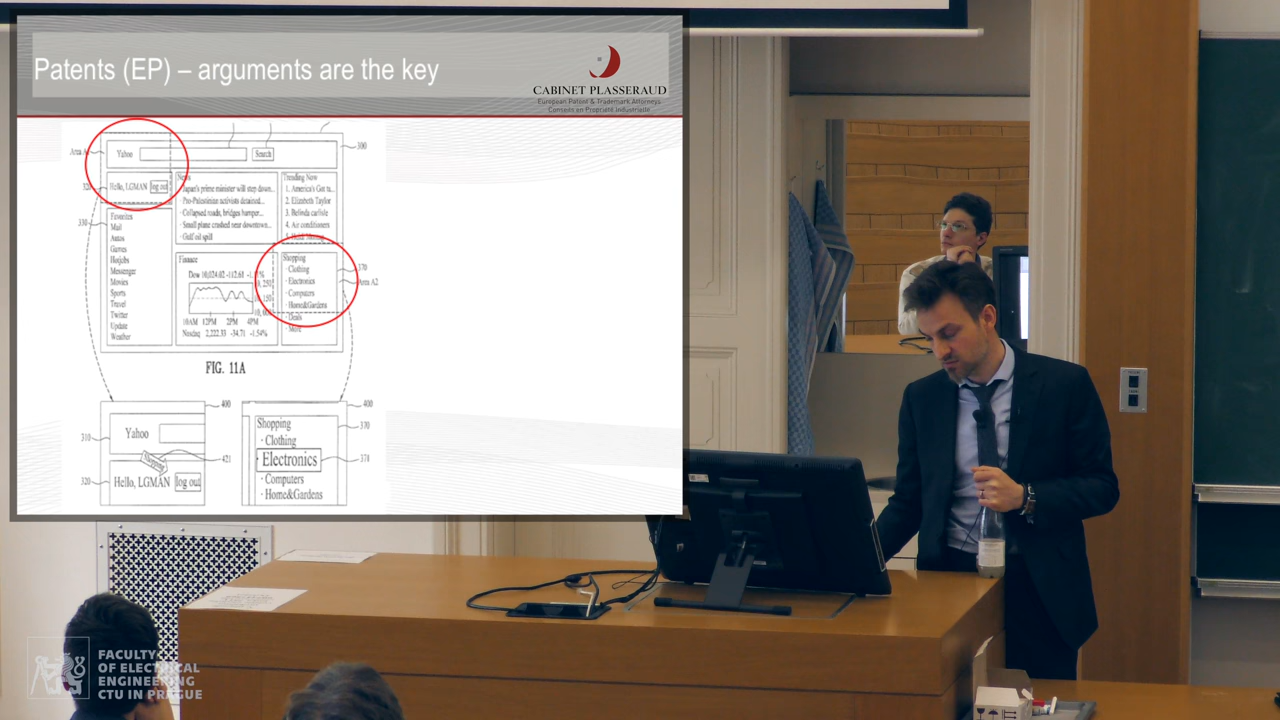 Patents (EP) – arguments are the key
CABINET PLASSERAUD
European Patent & Trademark Attorneys
Conseils en Propriété Industrielle
300
Area A1
Yahoo
Search
320
Hello, LGMAN log out
News
Japan's prime minister will step down...
Pro-Palestinian activists detained...
Collapsed roads, bridges hamper...
Small plane crashed near downtown...
Gulf oil spill
Trending Now
1. America's Got ta...
2. Elizabeth Taylor
3. Belinda carlisle
4. Air conditioners
330
Favorites
Mail
Autos
Games
Hotjobs
Messenger
Movies
Sports
Travel
Twitter
Update
Weather
Finance
Dow 10,024.02 -112.61
10AM 12PM 2PM 4PM
Nasdaq 2,222.33 -34.71 -1.54%
Shopping
· Clothing
· Electronics
· Computers
· Home&Gardens
· Deals
· More
370
Area A2
FIG. 11A
400
310
Yahoo
Shopping
421
320
Hello, LGMAN log out
400
Shopping
370
· Clothing
Electronics
371
· Computers
· Home&Gardens
FACULTY
OF ELECTRICAL
ENGINEERING
CTU IN PRAGUE